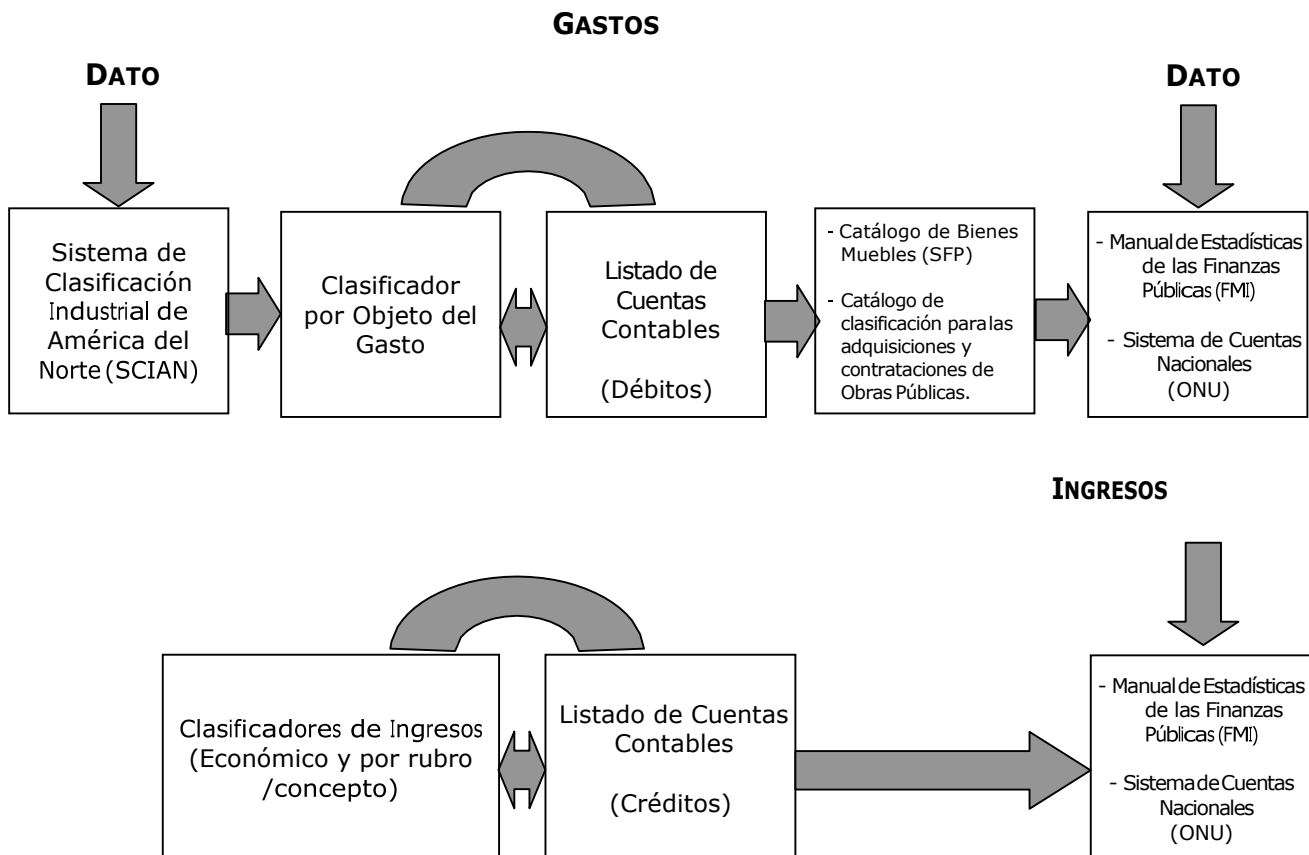 GASTOS
DATO
DATO
Sistema de
Clasificación
Industrial de
América del
Norte (SCIAN)
Clasificador
por Objeto del
Gasto
Listado de
Cuentas
Contables
(Débitos)
- Catálogo de Bienes
Muebles (SFP)
- Catálogo de
clasificación para las
adquisiciones y
contrataciones de
Obras Públicas.
- Manual de Estadísticas
de las Finanzas
Públicas (FMI)
- Sistema de Cuentas
Nacionales
(ONU)
INGRESOS
Clasificadores de Ingresos
(Económico y por rubro
/concepto)
Listado de Cuentas
Contables
(Créditos)
- Manual de Estadísticas
de las Finanzas
Públicas (FMI)
- Sistema de Cuentas
Nacionales
(ONU)